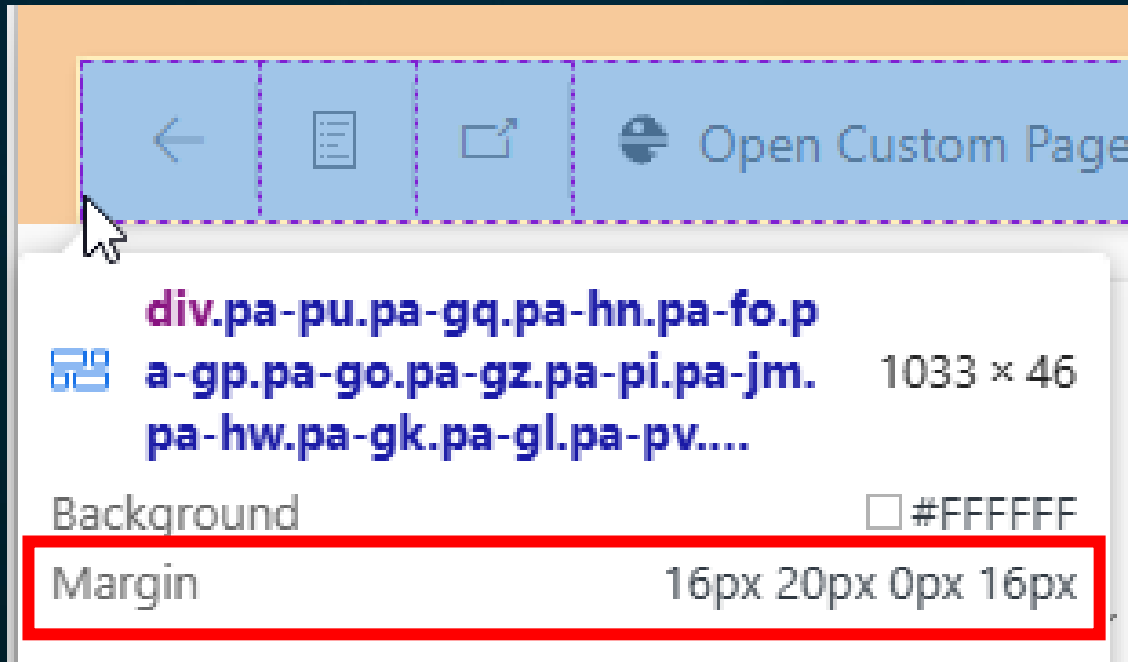 Open Custom Page
div.pa-pu.pa-gq.pa-hn.pa-fo.p
a-gp.pa-go.pa-gz.pa-pi.pa-jm.
pa-hw.pa-gk.pa-gl.pa-pv....
1033 × 46
Background #FFFFFF
Margin 16px 20px 0px 16px